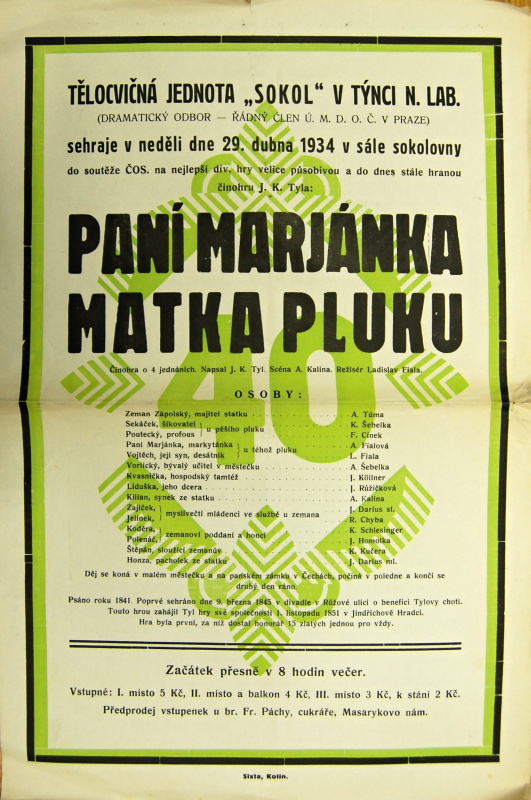 TĚLOCVIČNÁ JEDNOTA „SOKOL" V TÝNCI N. LAB.
(DRAMATICKÝ ODBOR — ŘÁDNÝ ČLEN Ú. M. D. O. Č. V PRAZE)
sehraje v neděli dne 29. dubna 1934 v sále sokolovny
do soutěže ČOS. na nejlepší div. hry velice působivou a do dnes stále hranou
činohru J. K. Tyla:
PANÍ MARJÁNKA
MATKA PLUKU
40
Činohra o 4 jednáních. Napsal J. K. Tyl. Scéna A. Kalina. Režisér Ladislav Fiala.
OSOBY:
Zeman Zápolský, majitel statku A. Tůma
Sekáček, šikovatel } u pěšího pluku K. Šebelka
Poutecký, profous F. Cinek
Paní Marjánka, markytánka } u téhož pluku A. Fialová
Vojtěch, její syn, desátník L. Fiala
Vorlický, bývalý učitel v městečku A. Šebelka
Kvasnička, hospodský tamtéž J. Köllner
Liduška, jeho dcera J. Růžičková
Kilian, synek ze statku A. Kalina
Zajíček, } myslivečtí mládenci ve službě u zemana J. Darius st.
Jelínek, R. Chyba
Koděra, } zemanovi poddaní a honci K. Schlesinger
Polenáč, J. Homolka
Štěpán, sloužící zemanův K. Kučera
Honza, pacholek ze statku J. Darius ml.
Děj se koná v malém městečku a na panském zámku v Čechách, počíná v poledne a končí se
druhý den ráno.
Psáno roku 1841. Poprvé sehráno dne 9. března 1845 v divadle v Růžové ulici o benefici Tylovy choti.
Touto hrou zahájil Tyl hry své společnosti 1. listopadu 1851 v Jindřichově Hradci.
Hra byla první, za niž dostal honorář 15 zlatých jednou pro vždy.
Začátek přesně v 8 hodin večer.
Vstupné: I. místo 5 Kč, II. místo a balkon 4 Kč, III. místo 3 Kč, k stání 2 Kč.
Předprodej vstupenek u br. Fr. Páchy, cukráře, Masarykovo nám.
Sixta, Kolín.